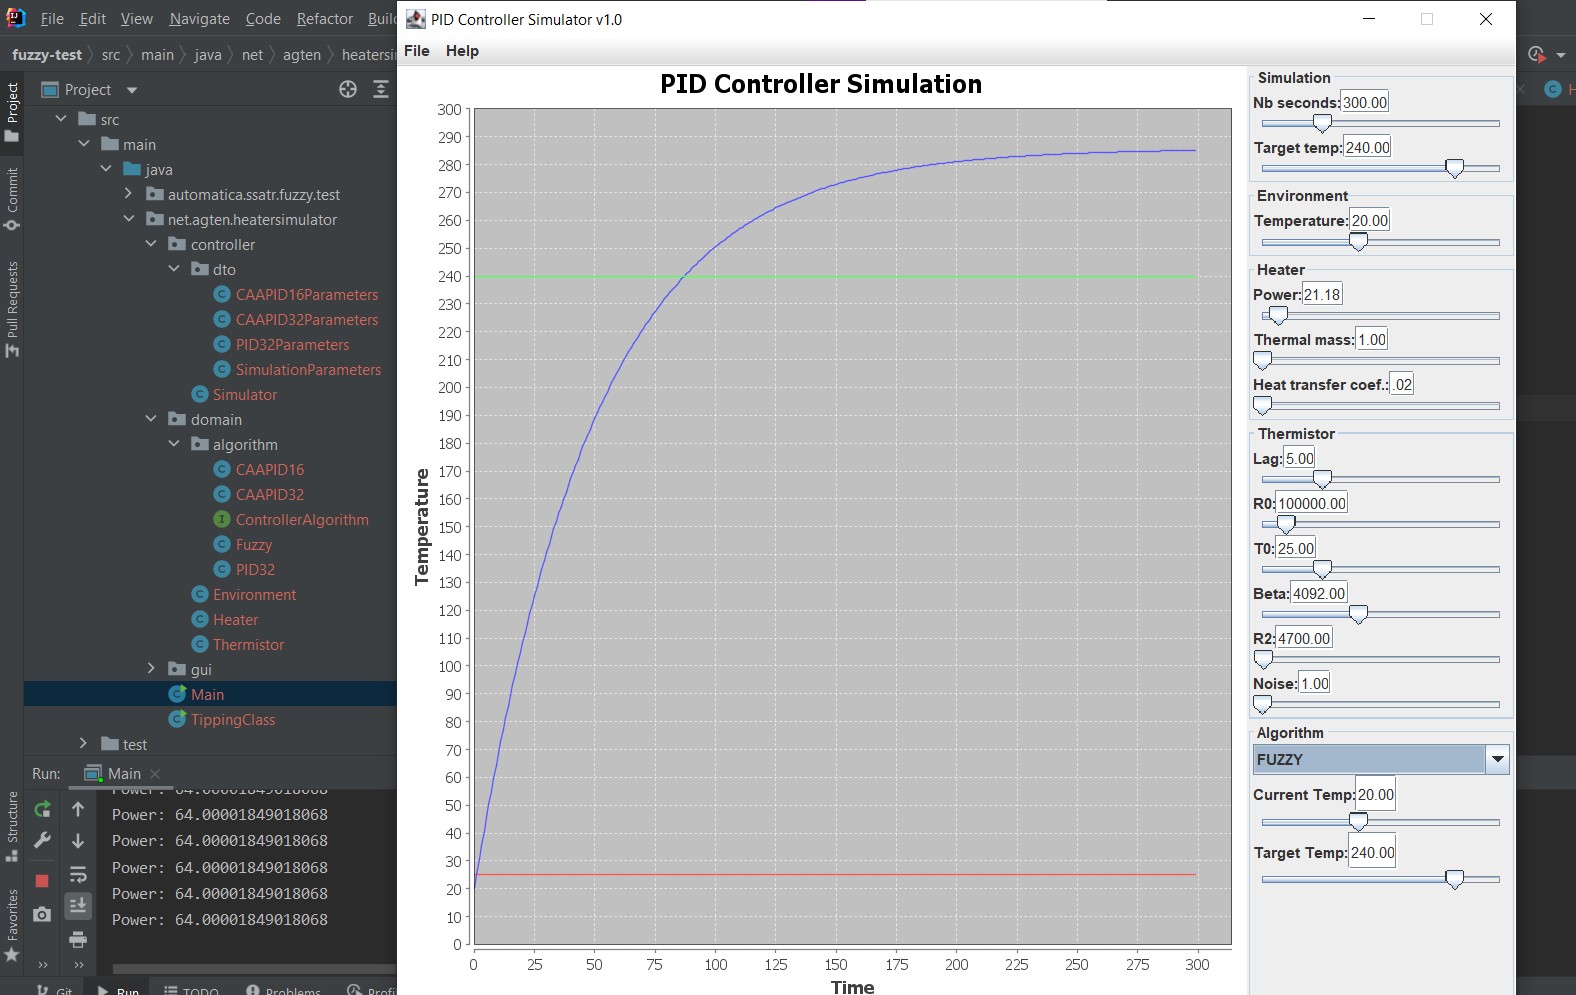 File Edit View Navigate Code Refactor
fuzzy-test src main java net agten
Project
Project
Commit
Pull Requests
Structure
Favorites
src
main
java
automatica.ssatr.fuzzy.test
net.agten.heatersimulator
controller
dto
CAAPID16Parameters
CAAPID32Parameters
PID32Parameters
SimulationParameters
Simulator
domain
algorithm
CAAPID16
CAAPID32
ControllerAlgorithm
Fuzzy
PID32
Environment
Heater
Thermistor
gui
Main
TippingClass
test
Run: Main
Power: 64.00001849018068
Power: 64.00001849018068
Power: 64.00001849018068
Power: 64.00001849018068
Power: 64.00001849018068
Power: 64.00001849018068
Git Run TODO Problems
PID Controller Simulator v1.0
File Help
PID Controller Simulation
Temperature
300
290
280
270
260
250
240
230
220
210
200
190
180
170
160
150
140
130
120
110
100
90
80
70
60
50
40
30
20
10
0
0 25 50 75 100 125 150 175 200 225 250 275 300
Time
Simulation
Nb seconds: 300.00
Target temp: 240.00
Environment
Temperature: 20.00
Heater
Power: 21.18
Thermal mass: 1.00
Heat transfer coef.: .02
Thermistor
Lag: 5.00
R0: 100000.00
T0: 25.00
Beta: 4092.00
R2: 4700.00
Noise: 1.00
Algorithm
FUZZY
Current Temp: 20.00
Target Temp: 240.00